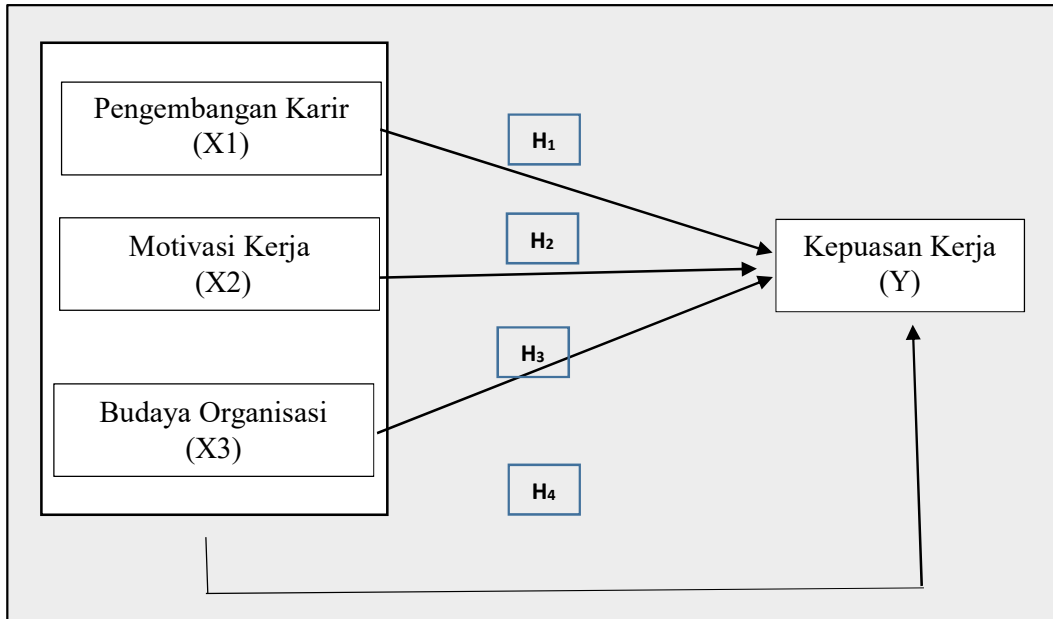 Pengembangan Karir
(X1)
H₁
Motivasi Kerja
(X2)
H₂
Kepuasan Kerja
(Y)
H₃
Budaya Organisasi
(X3)
H₄